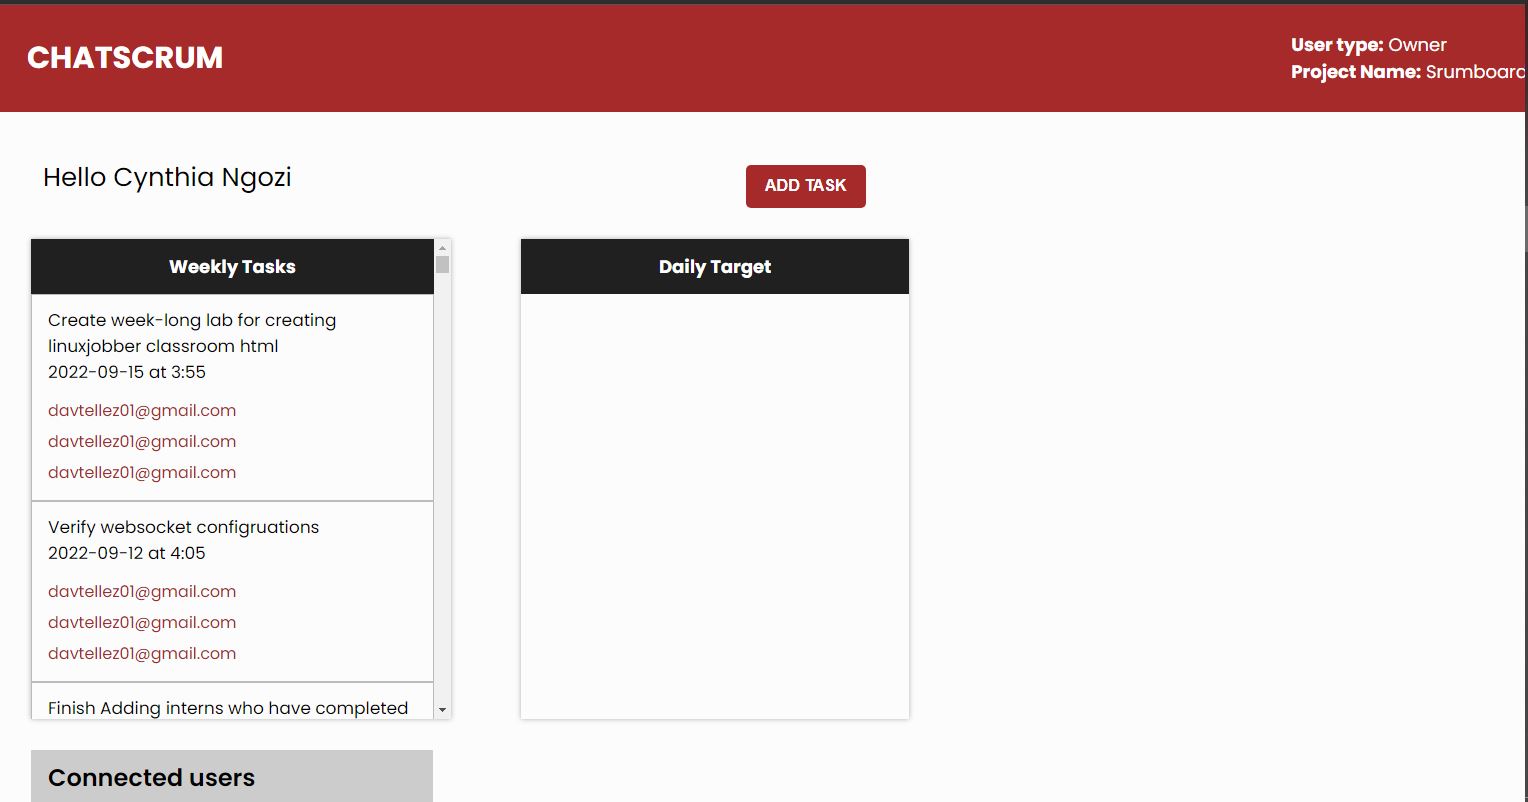 CHATSCRUM
User type: Owner
Project Name: Srumboard
Hello Cynthia Ngozi
ADD TASK
Weekly Tasks
Create week-long lab for creating
linuxjobber classroom html
2022-09-15 at 3:55
davtellez01@gmail.com
davtellez01@gmail.com
davtellez01@gmail.com
Verify websocket configruations
2022-09-12 at 4:05
davtellez01@gmail.com
davtellez01@gmail.com
davtellez01@gmail.com
Finish Adding interns who have completed
Daily Target
Connected users